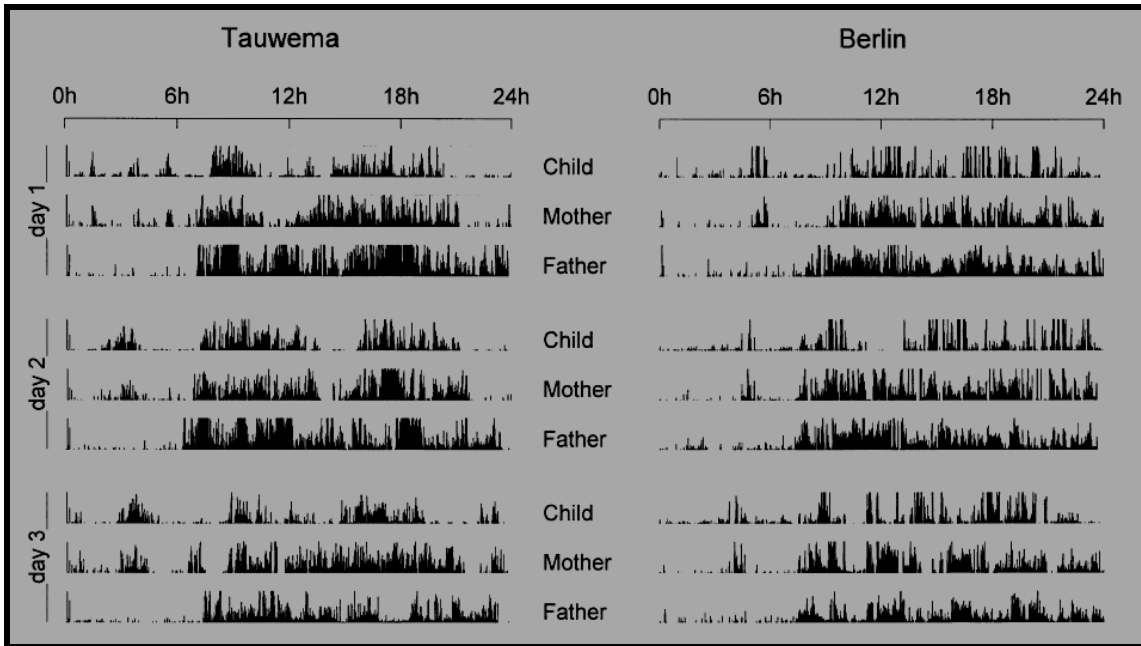 Tauwema Berlin
0h 6h 12h 18h 24h 0h 6h 12h 18h 24h
day 1
Child
Mother
Father
day 2
Child
Mother
Father
day 3
Child
Mother
Father